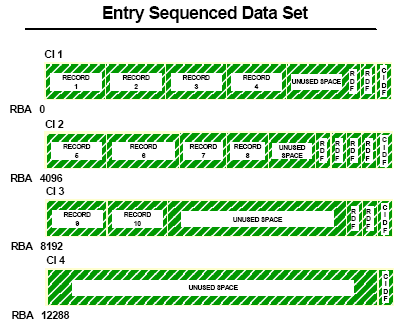 Entry Sequenced Data Set
CI 1
RECORD 1 RECORD 2 RECORD 3 RECORD 4 UNUSED SPACE RDF RDF CIDF
RBA 0
CI 2
RECORD 5 RECORD 6 RECORD 7 RECORD 8 UNUSED SPACE RDF RDF RDF RDF CIDF
RBA 4096
CI 3
RECORD 9 RECORD 10 UNUSED SPACE RDF RDF CIDF
RBA 8192
CI 4
UNUSED SPACE CIDF
RBA 12288